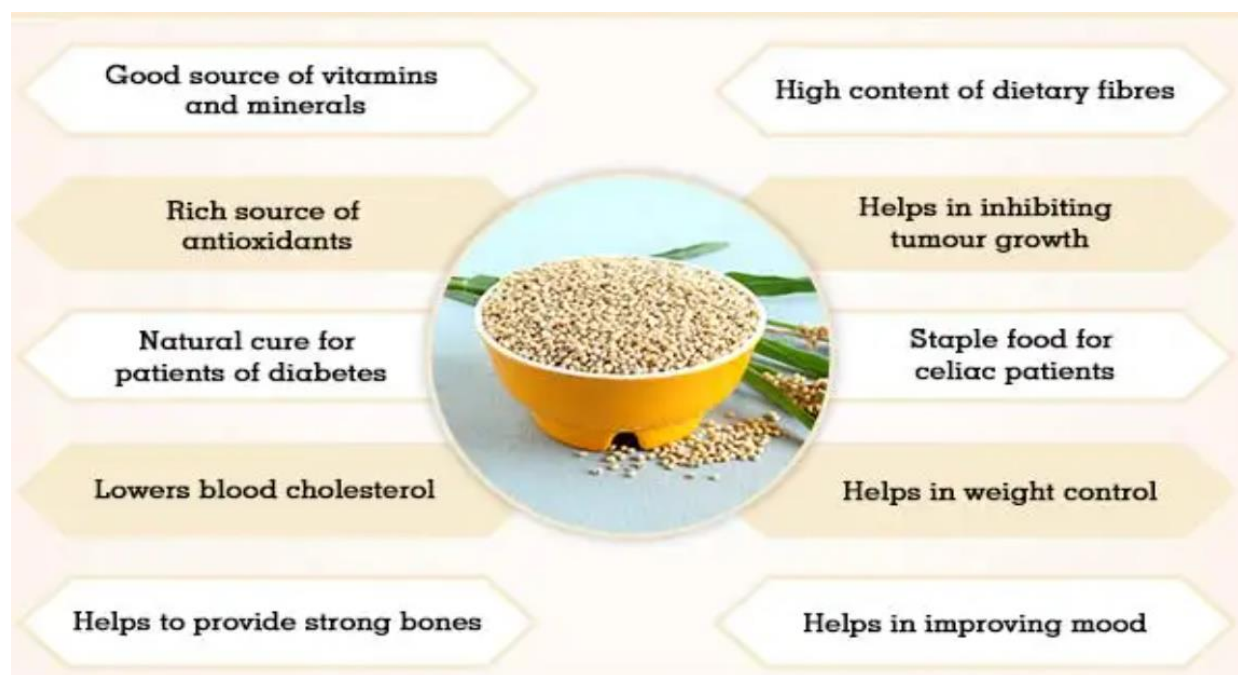 Good source of vitamins
and minerals
High content of dietary fibres
Rich source of
antioxidants
Helps in inhibiting
tumour growth
Natural cure for
patients of diabetes
Staple food for
celiac patients
Lowers blood cholesterol
Helps in weight control
Helps to provide strong bones
Helps in improving mood